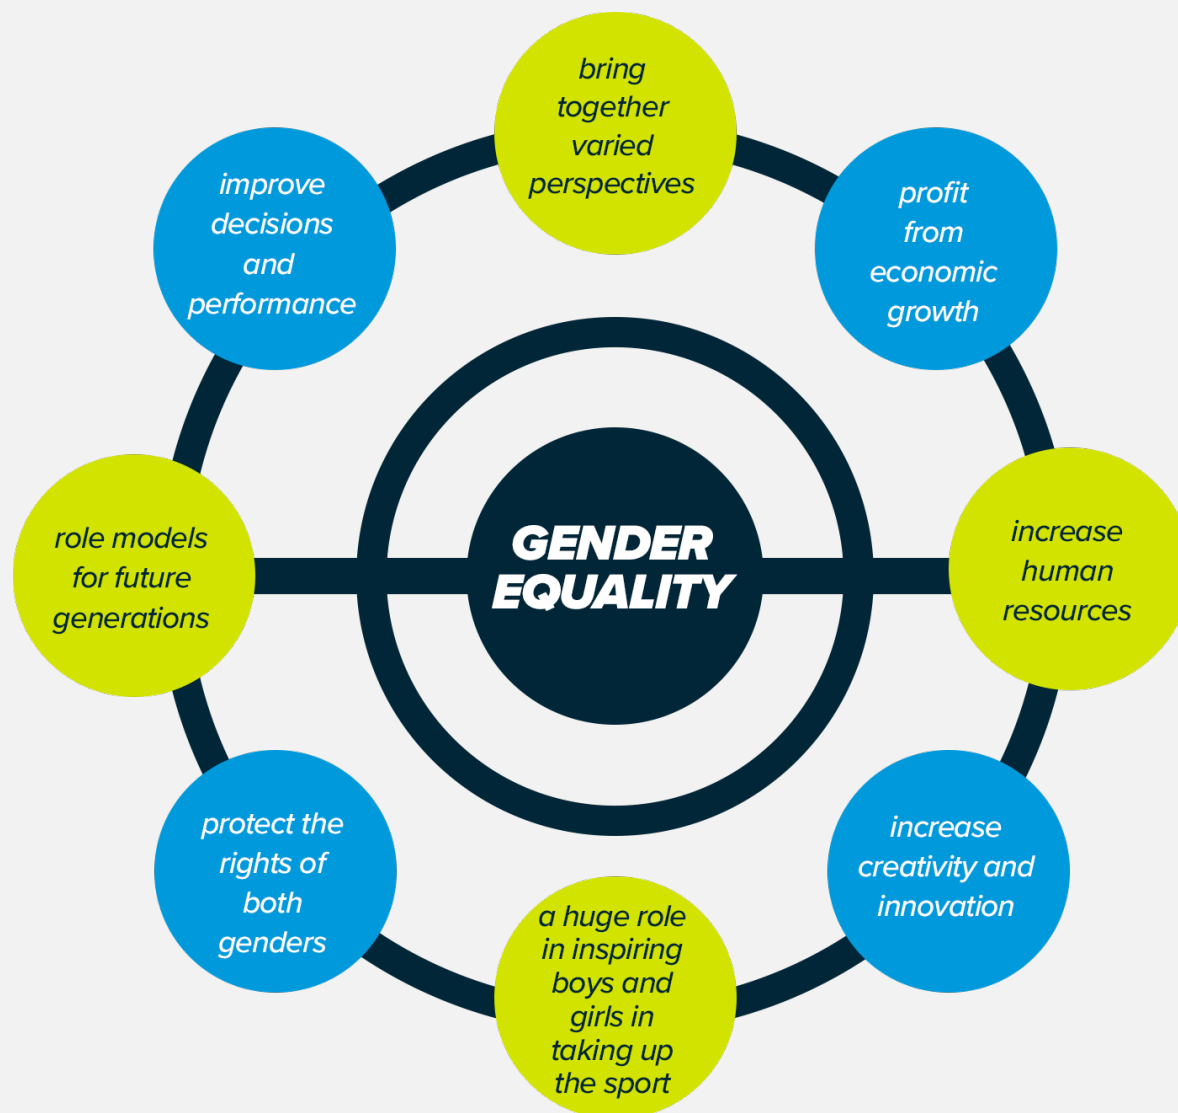 bring
together
varied
perspectives
profit
from
economic
growth
increase
human
resources
increase
creativity and
innovation
a huge role
in inspiring
boys and
girls in
taking up
the sport
protect the
rights of
both
genders
role models
for future
generations
improve
decisions
and
performance
GENDER
EQUALITY